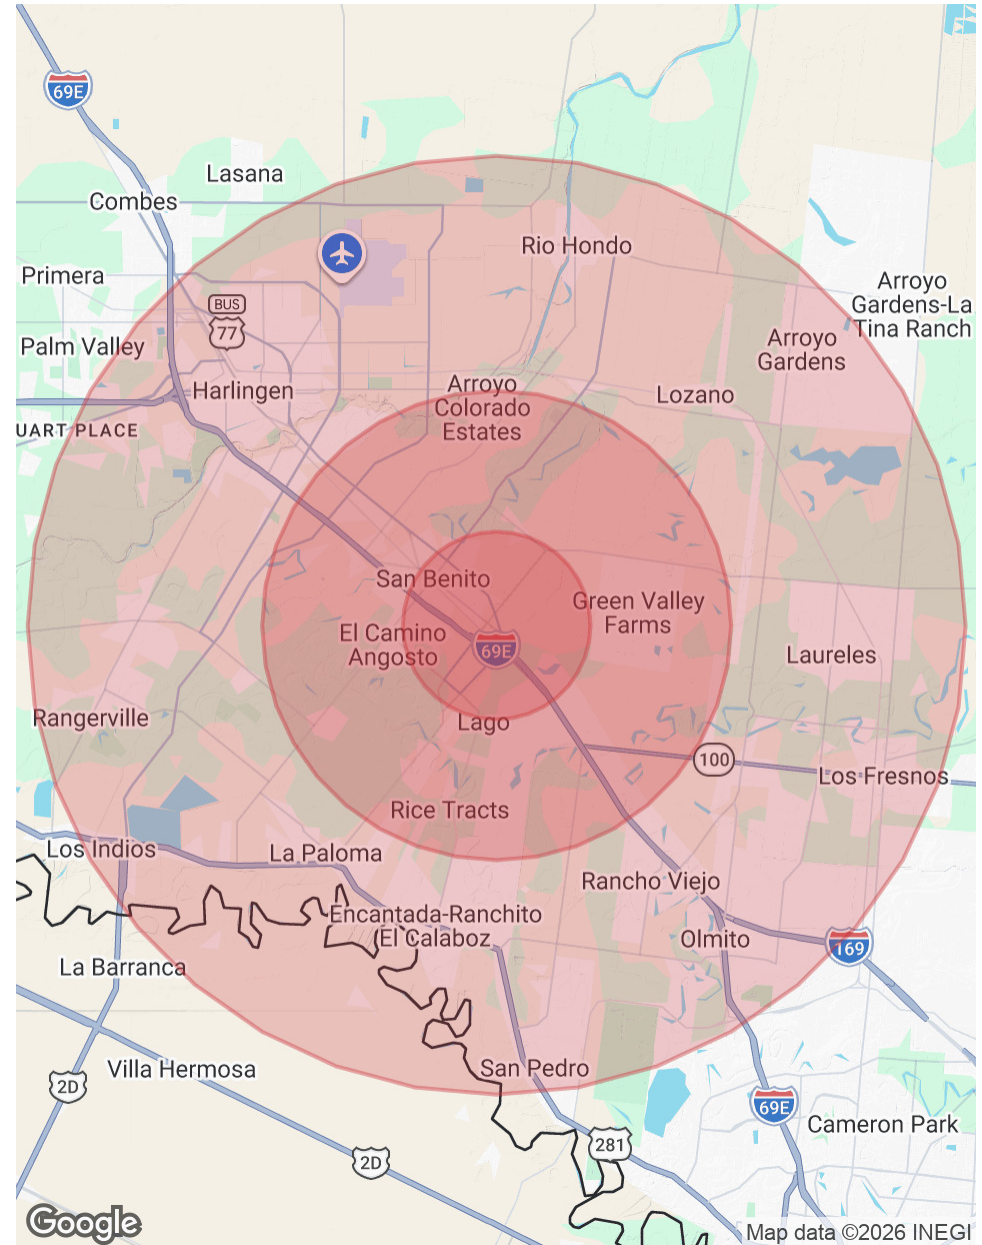 69E
Lasana
Combes
Rio Hondo
Primera
Arroyo
Gardens-La
Tina Ranch
BUS
77
Palm Valley
Arroyo
Gardens
Harlingen
Arroyo
Colorado
Estates
Lozano
UART PLACE
San Benito
Green Valley
Farms
El Camino
Angosto
69E
Laureles
Rangerville
Lago
100
Los Fresnos
Rice Tracts
Los Indios
La Paloma
Rancho Viejo
Encantada-Ranchito
El Calaboz
Olmito
169
La Barranca
Villa Hermosa
San Pedro
2D
69E
Cameron Park
281
2D
Google
Map data ©2026 INEGI